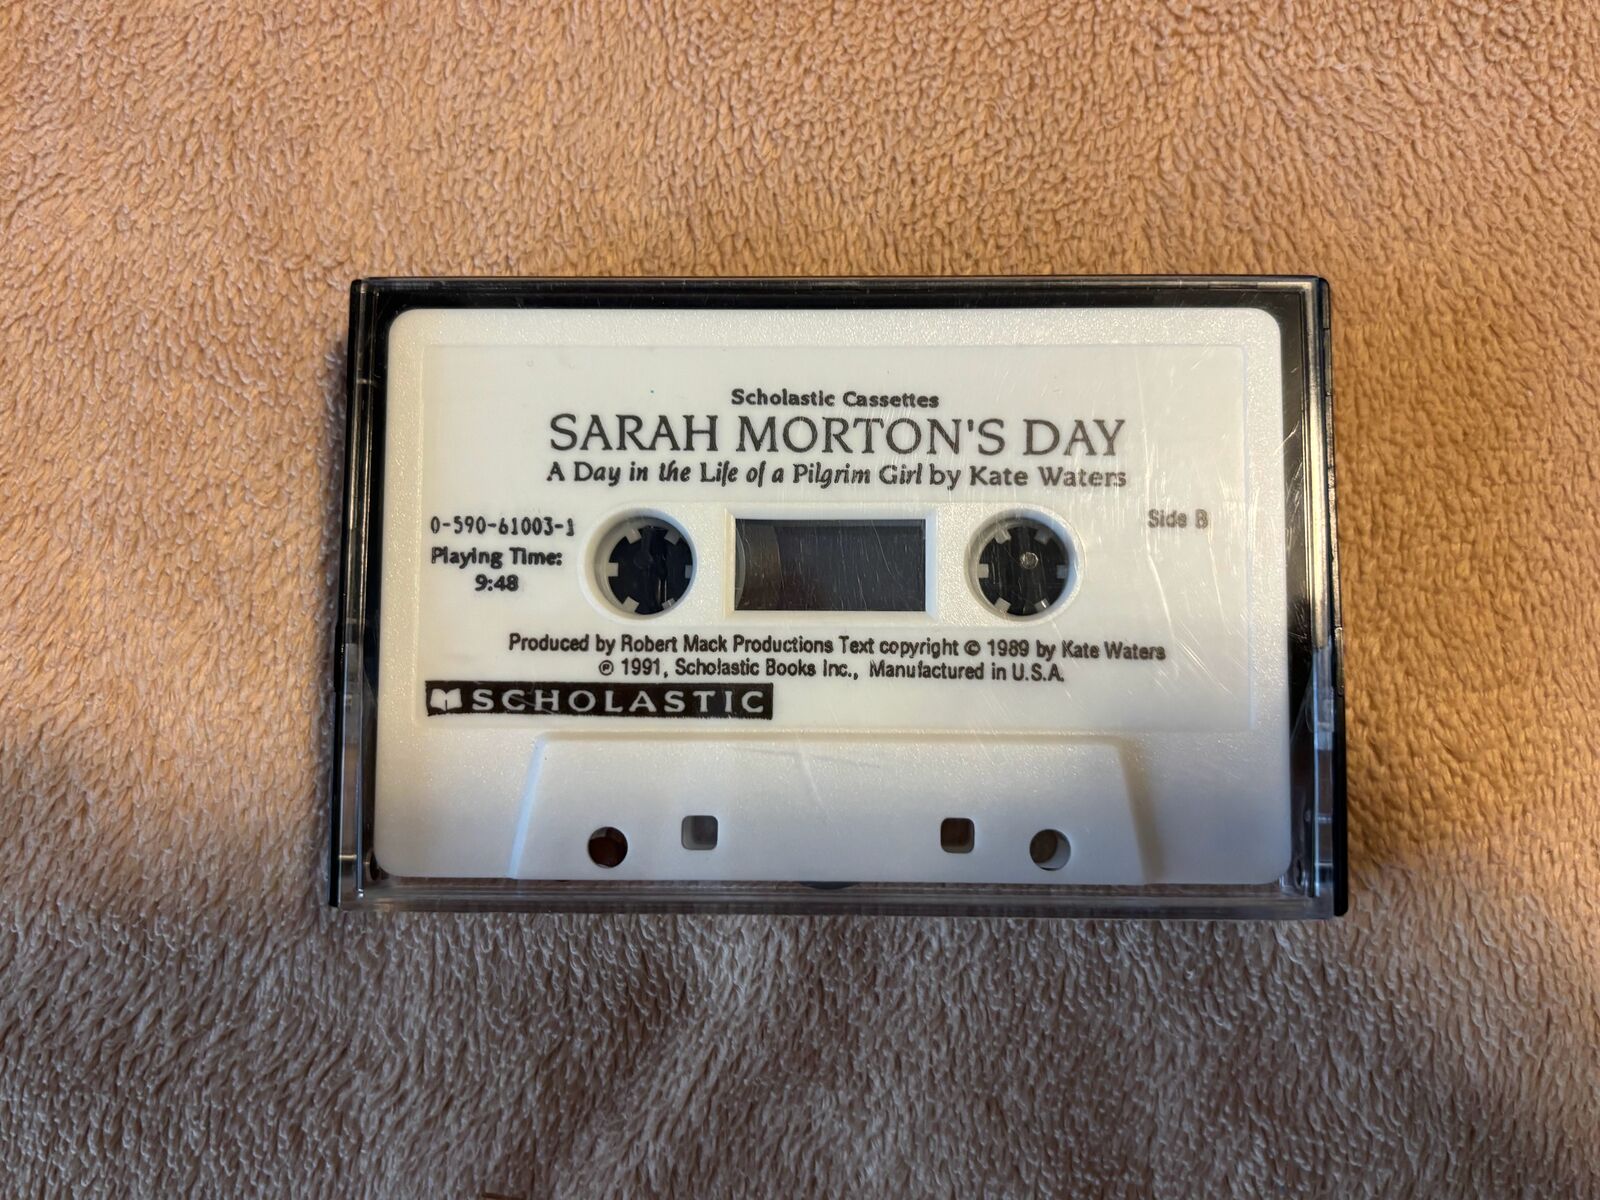 Scholastic Cassettes
SARAH MORTON'S DAY
A Day in the Life of a Pilgrim Girl by Kate Waters
0-590-61003-1
Playing Time:
9:48
Side B
Produced by Robert Mack Productions Text copyright © 1989 by Kate Waters
℗ 1991, Scholastic Books Inc., Manufactured in U.S.A.
SCHOLASTIC